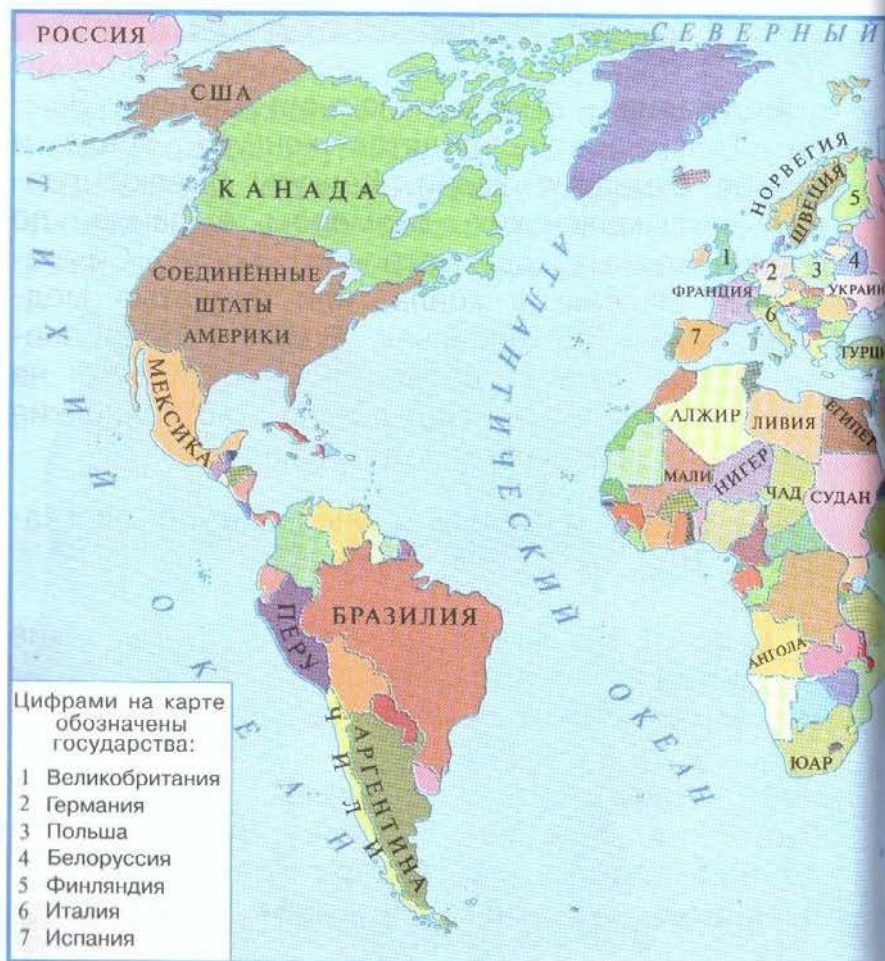 РОССИЯ
СЕВЕРНЫЙ
США
КАНАДА
НОРВЕГИЯ
ШВЕЦИЯ
5
1
2
3
4
СОЕДИНЁННЫЕ
ШТАТЫ
АМЕРИКИ
ФРАНЦИЯ
УКРАИН
6
7
ТУРЦИ
МЕКСИКА
АЛЖИР
ЛИВИЯ
ЕГИПЕТ
МАЛИ
НИГЕР
ЧАД
СУДАН
ТИХИЙ
ОКЕАН
АТЛАНТИЧЕСКИЙ
ОКЕАН
ПЕРУ
БРАЗИЛИЯ
АНГОЛА
ЧИЛИ
АРГЕНТИНА
ЮАР
Цифрами на карте
обозначены
государства:
1 Великобритания
2 Германия
3 Польша
4 Белоруссия
5 Финляндия
6 Италия
7 Испания